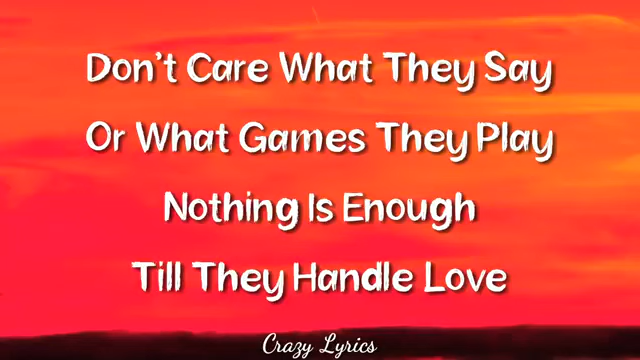 Don't Care What They Say
Or What Games They Play
Nothing Is Enough
Till They Handle Love
Crazy Lyrics